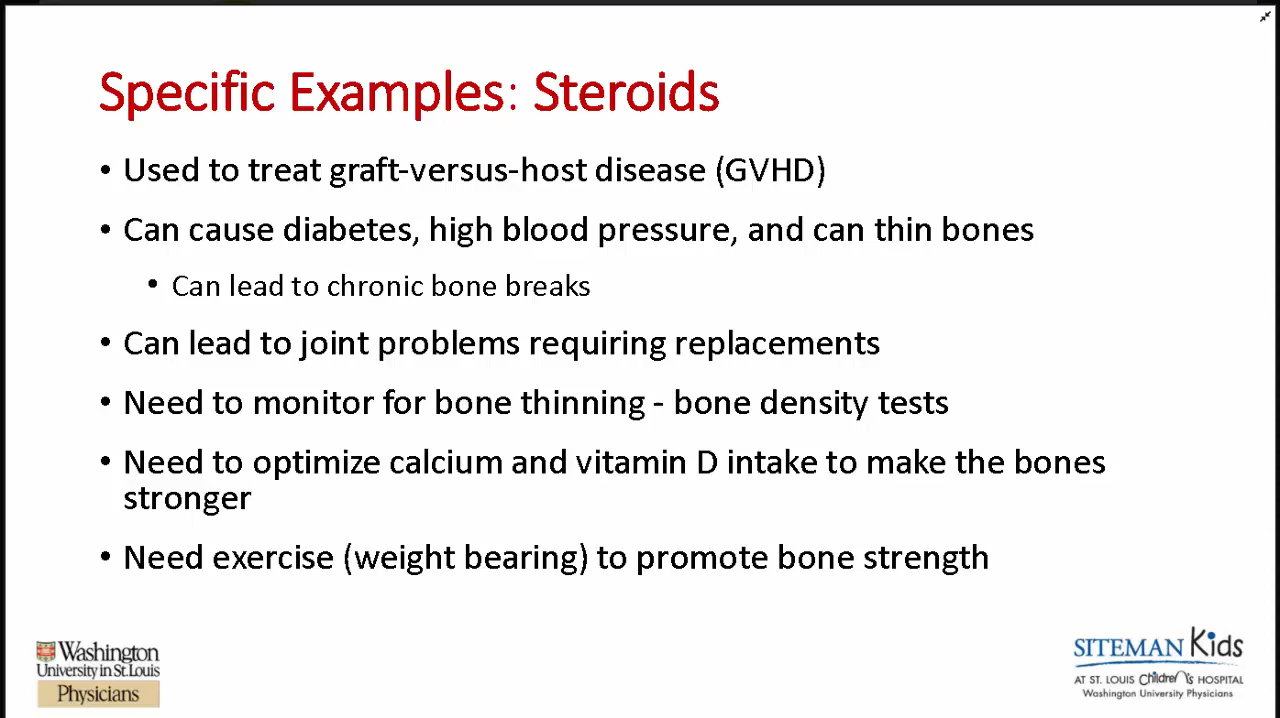 Specific Examples: Steroids
• Used to treat graft-versus-host disease (GVHD)
• Can cause diabetes, high blood pressure, and can thin bones
• Can lead to chronic bone breaks
• Can lead to joint problems requiring replacements
• Need to monitor for bone thinning - bone density tests
• Need to optimize calcium and vitamin D intake to make the bones
stronger
• Need exercise (weight bearing) to promote bone strength
Washington
University in St. Louis
Physicians
SITEMAN Kids
AT ST. LOUIS Children's HOSPITAL
Washington University Physicians